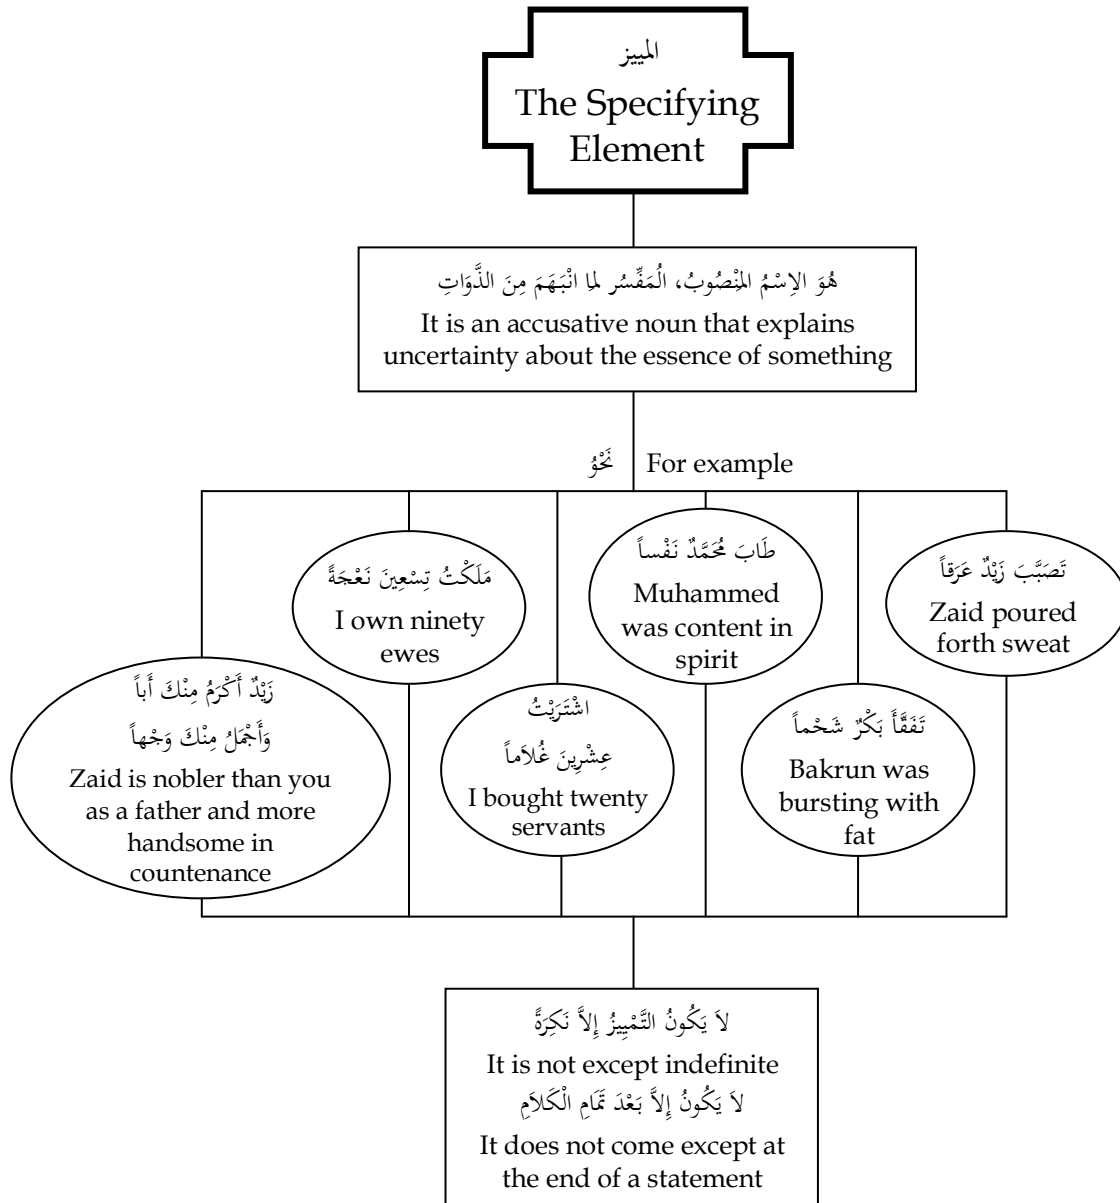 المييز
The Specifying
Element
هُوَ الاِسْمُ المَنْصُوبُ، الُمَفِّسُر لمِا انْبَهَمَ مِنَ الذَّوَاتِ
It is an accusative noun that explains
uncertainty about the essence of something
نَحْوُ For example
تَصَبَّبَ زَيْدٌ عَرَقاً
Zaid poured
forth sweat
تَفَقَّأَ بَكْرٌ شَحْماً
Bakrun was
bursting with
fat
طَابَ مُحَمَّدٌ نَفْساً
Muhammed
was content in
spirit
اشْتَرَيْتُ
عِشْرِينَ غُلاَماً
I bought twenty
servants
مَلَكْتُ تِسْعِينَ نَعْجَةً
I own ninety
ewes
زَيْدٌ أَكْرَمُ مِنْكَ أَباً
وَأَجْمَلُ مِنْكَ وَجْهاً
Zaid is nobler than you
as a father and more
handsome in
countenance
لاَ يَكُونُ التَّمْيِيزُ إِلاَّ نَكِرَةً
It is not except indefinite
لاَ يَكُونُ إِلاَّ بَعْدَ تَمَامِ الْكَلاَمِ
It does not come except at
the end of a statement